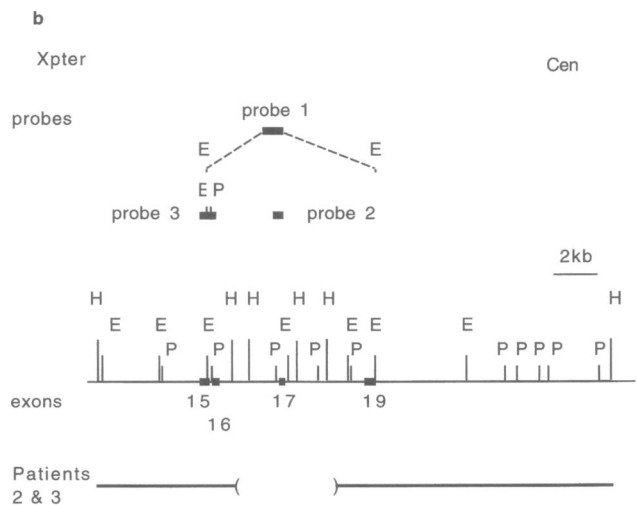 b
Xpter Cen
probes
probe 1
E E
E P
probe 3 probe 2
2kb
H H H H H H
E E E E E E E
P P P P P P P P P
exons 15 17 19
16
Patients
2 & 3 ( )